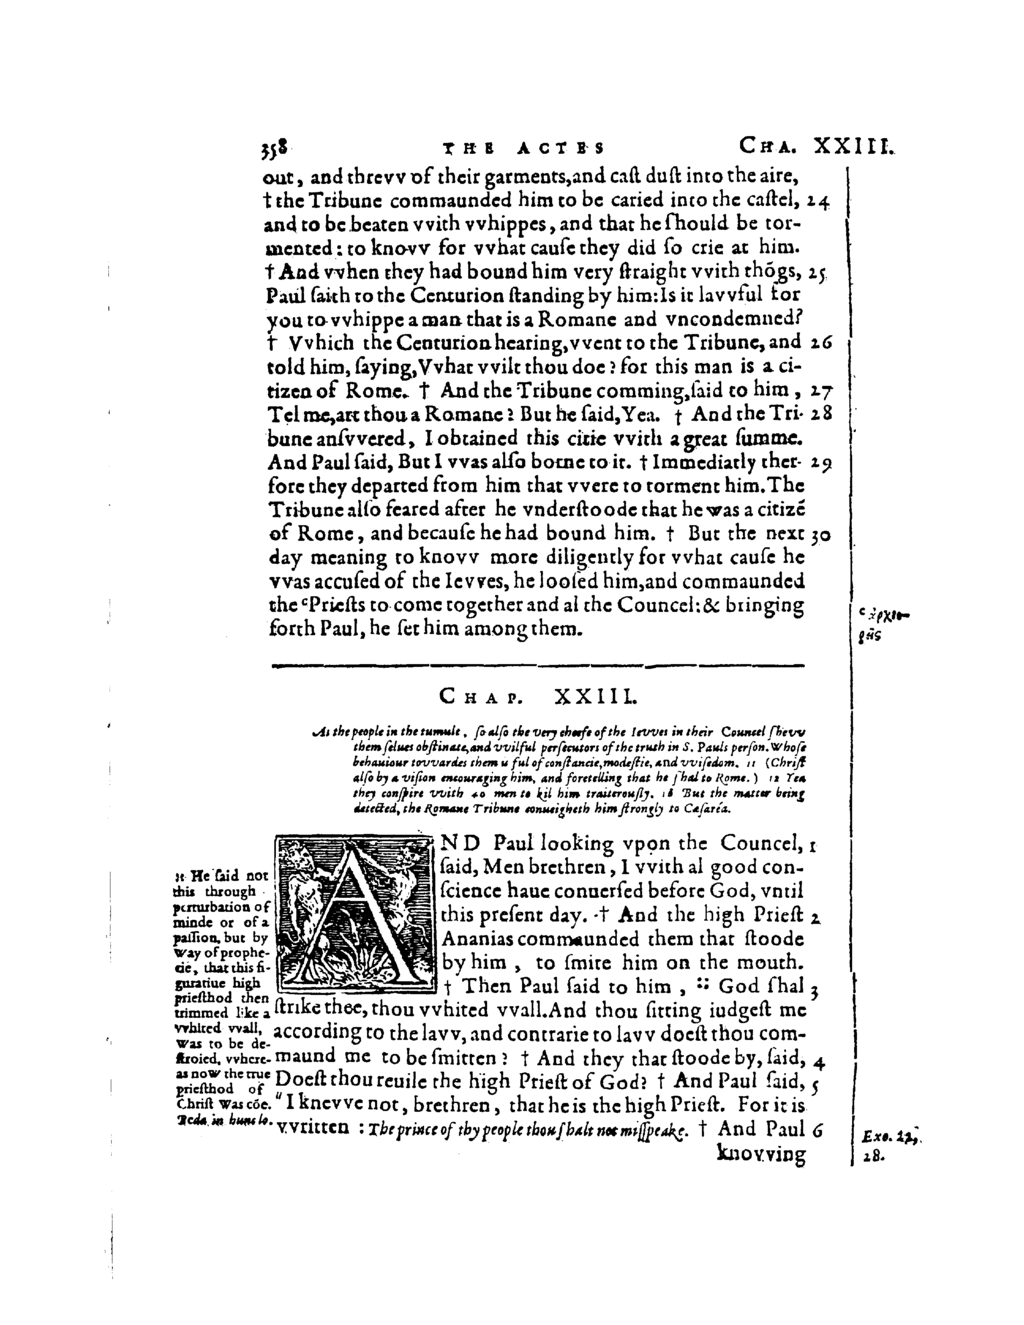 358 THE ACTES CHA. XXIII.
out, and threvv of their garments,and caſt duſt into the aire,
† the Tribune commaunded him to be caried into the caſtel, 24
and to be beaten vvith vvhippes, and that he ſhould be tor-
mented: to knovv for vvhat cauſe they did ſo crie at him.
† And vvhen they had bound him very ſtraight vvith thõgs, 25
Paul ſaith to the Centurion ſtanding by him:Is it lavvful for
you to vvhippe a man that is a Romane and vncondemned?
† Vvhich the Centurion hearing,vvent to the Tribune, and 26
told him, ſaying,Vvhat vvilt thou doe? for this man is a ci-
tizen of Rome. † And the Tribune comming,ſaid to him, 27
Tel me,art thou a Romane? But he ſaid,Yea. † And the Tri- 28
bune anſvvered, I obtained this citie vvith a great ſumme.
And Paul ſaid, But I vvas alſo borne to it. † Immediatly ther- 29
fore they departed from him that vvere to torment him.The
Tribune alſo feared after he vnderſtoode that he was a citizẽ
of Rome, and becauſe he had bound him. † But the next 30
day meaning to knovv more diligently for vvhat cauſe he
vvas accuſed of the Ievves, he looſed him,and commaunded
the ᶜPrieſts to come together and al the Councel:& bringing
forth Paul, he ſet him among them.
CHAP. XXIII.
As the people in the tumult, ſo alſo the very cheefe of the Ievves in their Councel ſhevv
them ſelues obſtinate,and vvilful perſecutors of the truth in S. Pauls perſon. Whoſe
behauiour tovvardes them u ful of conſtancie,modeſtie, and vviſedom. 11 (Chriſt
alſo by a viſion encouraging him, and foretelling that he ſhal to Rome.) 12 Yea
they conſpire vvith 40 men to kil him traiterouſly. 16 But the matter being
detected, the Romane Tribune conueigheth him ſtrongly to Cæſaréa.
AND Paul looking vpon the Councel, 1
ſaid, Men brethren, I vvith al good con-
ſcience haue conuerſed before God, vntil
this preſent day. † And the high Prieſt 2
Ananias commaunded them that ſtoode
by him, to ſmite him on the mouth.
† Then Paul ſaid to him, :: God ſhal 3
ſtrike thee, thou vvhited vvall.And thou ſitting iudgeſt me
according to the lavv, and contrarie to lavv doeſt thou com-
maund me to be ſmitten? † And they that ſtoode by, ſaid, 4
Doeſt thou reuile the high Prieſt of God? † And Paul ſaid, 5
"I knevve not, brethren, that he is the high Prieſt. For it is
vvritten: The prince of thy people thou ſhalt not miſſpeake. † And Paul 6
knovving
:: He ſaid not
this through
perturbation of
minde or of a
paſſion, but by
way of prophe-
cie, that this fi-
guratiue high
prieſthod then
trimmed like a
vvhited vvall,
was to be de-
ſtroied, vvhere-
as now the true
prieſthod of
Chriſt was cõe.
Beda in hunc lo.
ᶜ ἀρχιε-
ρῆς
Exo. 22,
28.